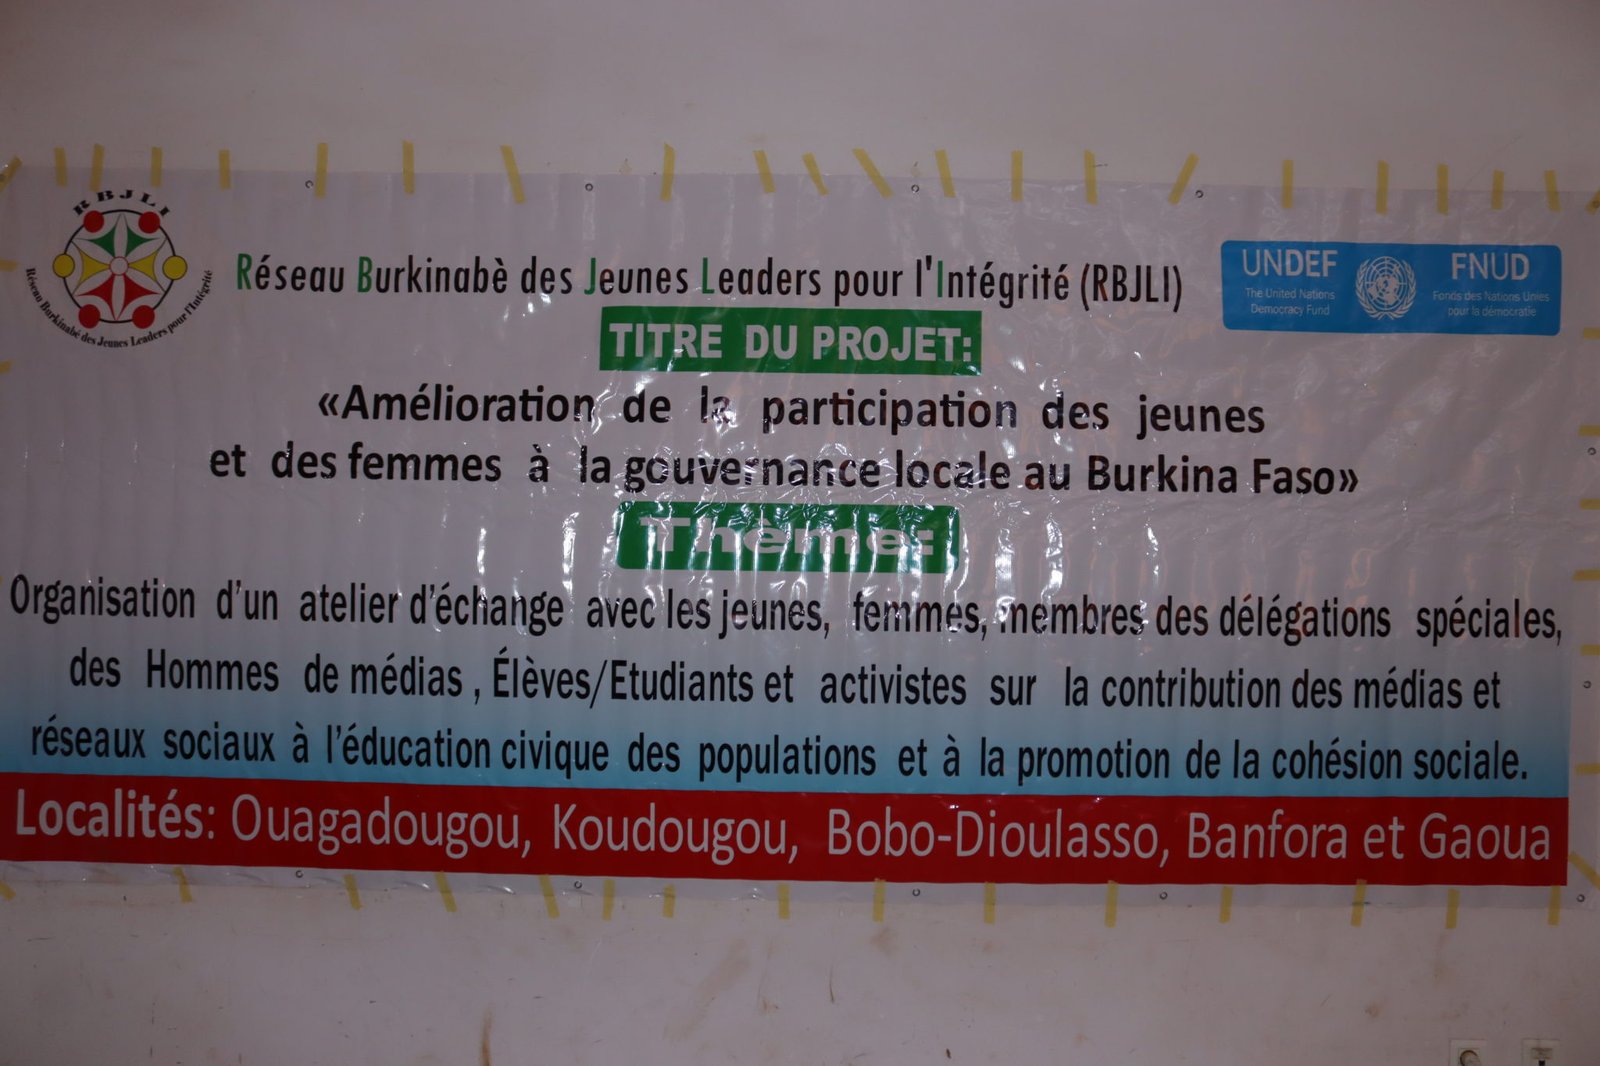 RBJLI
Réseau Burkinabé des Jeunes Leaders pour l'Intégrité
Réseau Burkinabè des Jeunes Leaders pour l'Intégrité (RBJLI)
UNDEF
The United Nations
Democracy Fund
FNUD
Fonds des Nations Unies
pour la démocratie
TITRE DU PROJET:
«Amélioration de la participation des jeunes
et des femmes à la gouvernance locale au Burkina Faso»
Thème:
Organisation d'un atelier d'échange avec les jeunes, femmes, membres des délégations spéciales,
des Hommes de médias , Élèves/Etudiants et activistes sur la contribution des médias et
réseaux sociaux à l'éducation civique des populations et à la promotion de la cohésion sociale.
Localités: Ouagadougou, Koudougou, Bobo-Dioulasso, Banfora et Gaoua